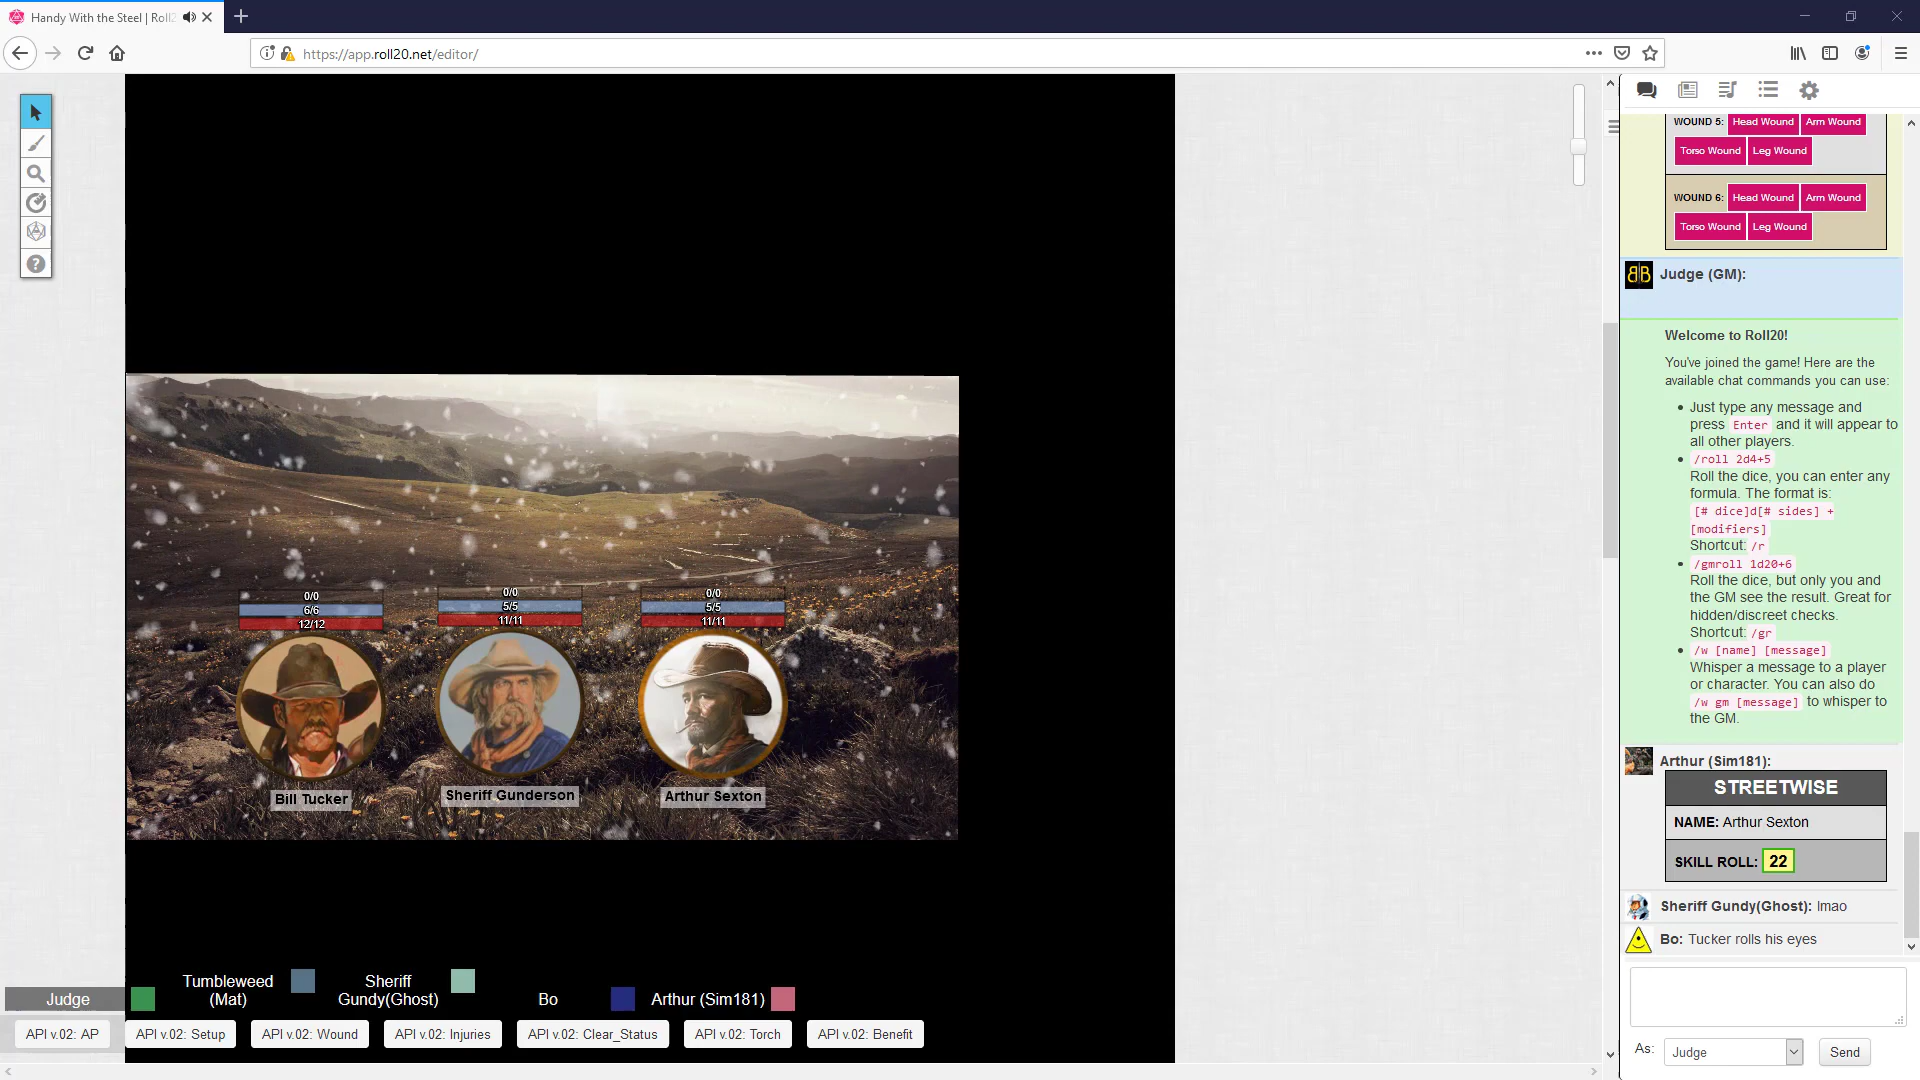 Handy With the Steel | Roll2
https://app.roll20.net/editor/
WOUND 5: Head Wound Arm Wound
Torso Wound Leg Wound
WOUND 6: Head Wound Arm Wound
Torso Wound Leg Wound
Judge (GM):
Welcome to Roll20!
You've joined the game! Here are the
available chat commands you can use:
• Just type any message and
press Enter and it will appear to
all other players.
• /roll 2d4+5
Roll the dice, you can enter any
formula. The format is:
[# dice]d[# sides] +
[modifiers]
Shortcut: /r
• /gmroll 1d20+6
Roll the dice, but only you and
the GM see the result. Great for
hidden/discreet checks.
Shortcut: /gr
• /w [name] [message]
Whisper a message to a player
or character. You can also do
/w gm [message] to whisper to
the GM.
Arthur (Sim181):
STREETWISE
NAME: Arthur Sexton
SKILL ROLL: 22
Sheriff Gundy(Ghost): lmao
Bo: Tucker rolls his eyes
As: Judge Send
0/0
6/6
12/12
Bill Tucker
0/0
5/5
11/11
Sheriff Gunderson
0/0
5/5
11/11
Arthur Sexton
Judge
Tumbleweed
(Mat)
Sheriff
Gundy(Ghost)
Bo
Arthur (Sim181)
API v.02: AP API v.02: Setup API v.02: Wound API v.02: Injuries API v.02: Clear_Status API v.02: Torch API v.02: Benefit